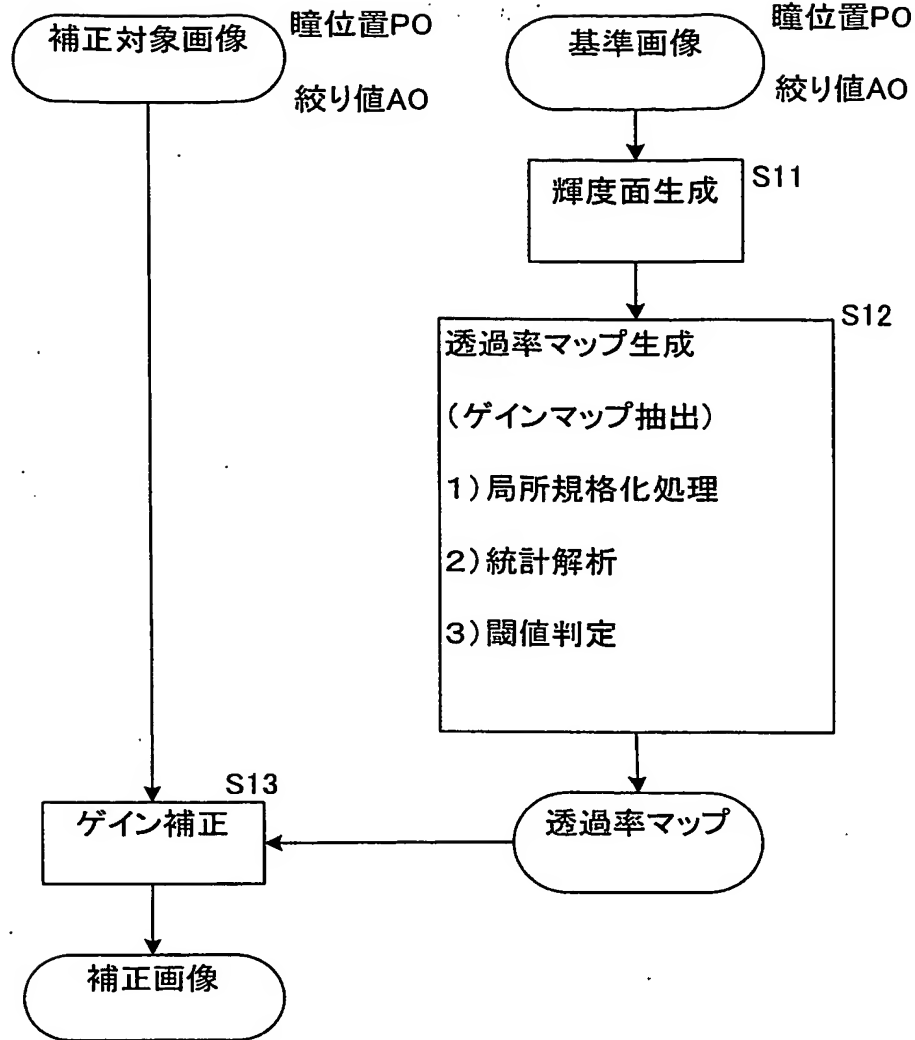 補正対象画像
瞳位置PO
絞り値AO
基準画像
瞳位置PO
絞り値AO
輝度面生成
S11
S12
透過率マップ生成
(ゲインマップ抽出)
1)局所規格化処理
2)統計解析
3)閾値判定
S13
ゲイン補正
透過率マップ
補正画像